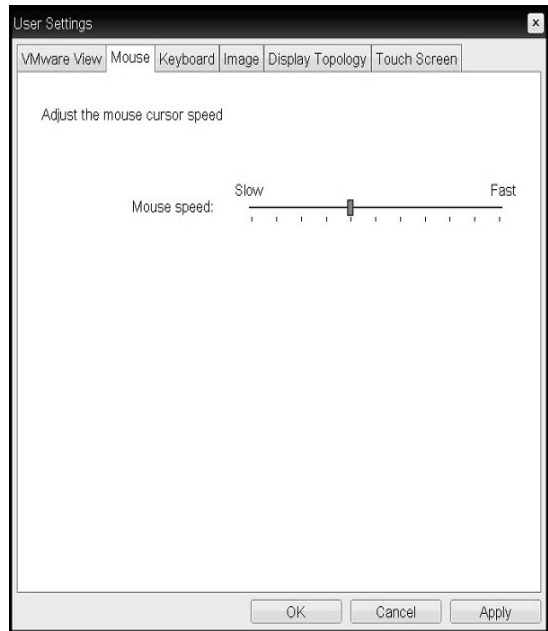 User Settings
VMware View Mouse Keyboard Image Display Topology Touch Screen
Adjust the mouse cursor speed
Slow Fast
Mouse speed:
OK Cancel Apply